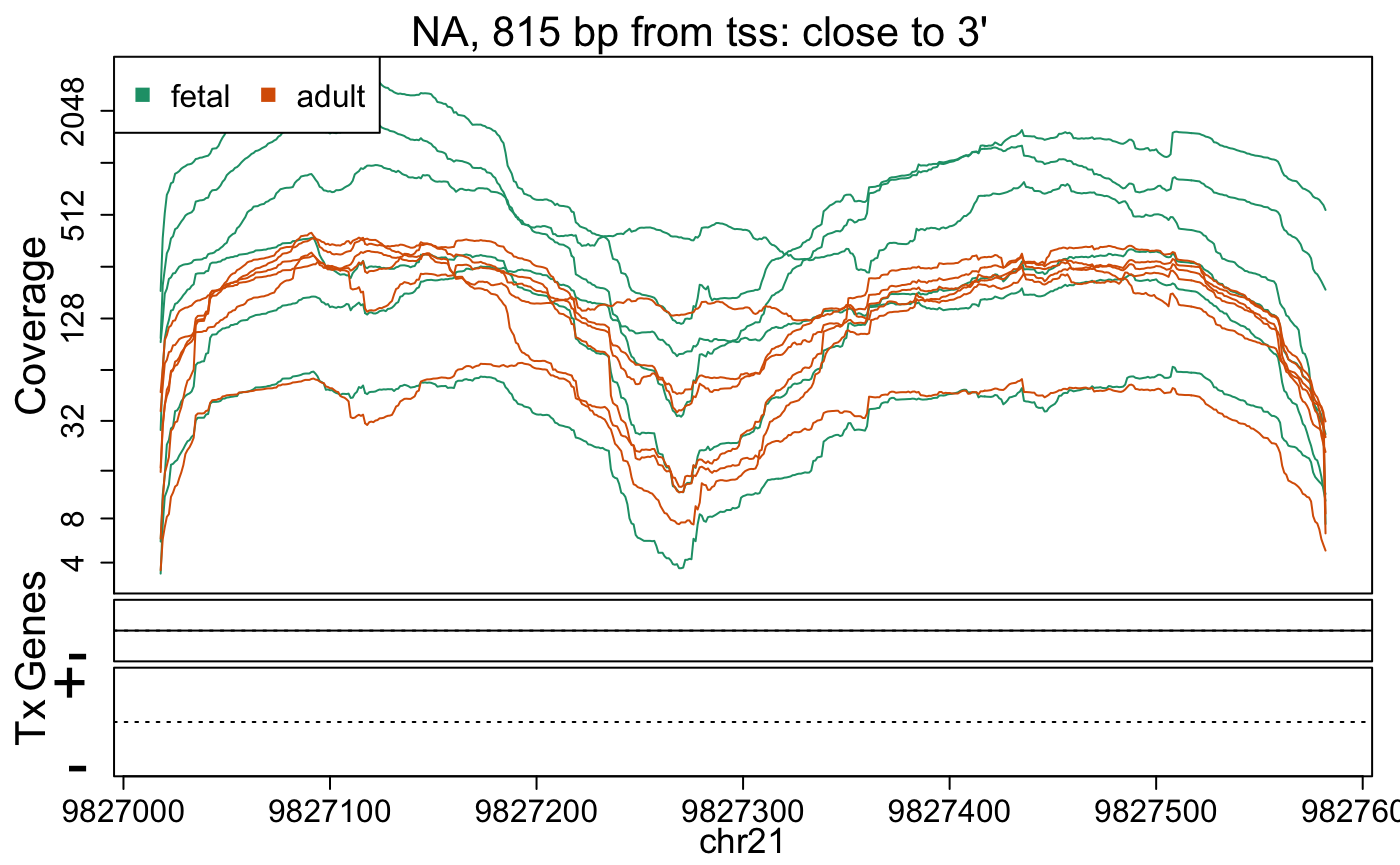 NA, 815 bp from tss: close to 3'
fetal adult
Coverage
2048
512
128
32
8
4
Genes
-
+
Tx
-
9827000 9827100 9827200 9827300 9827400 9827500 982760
chr21